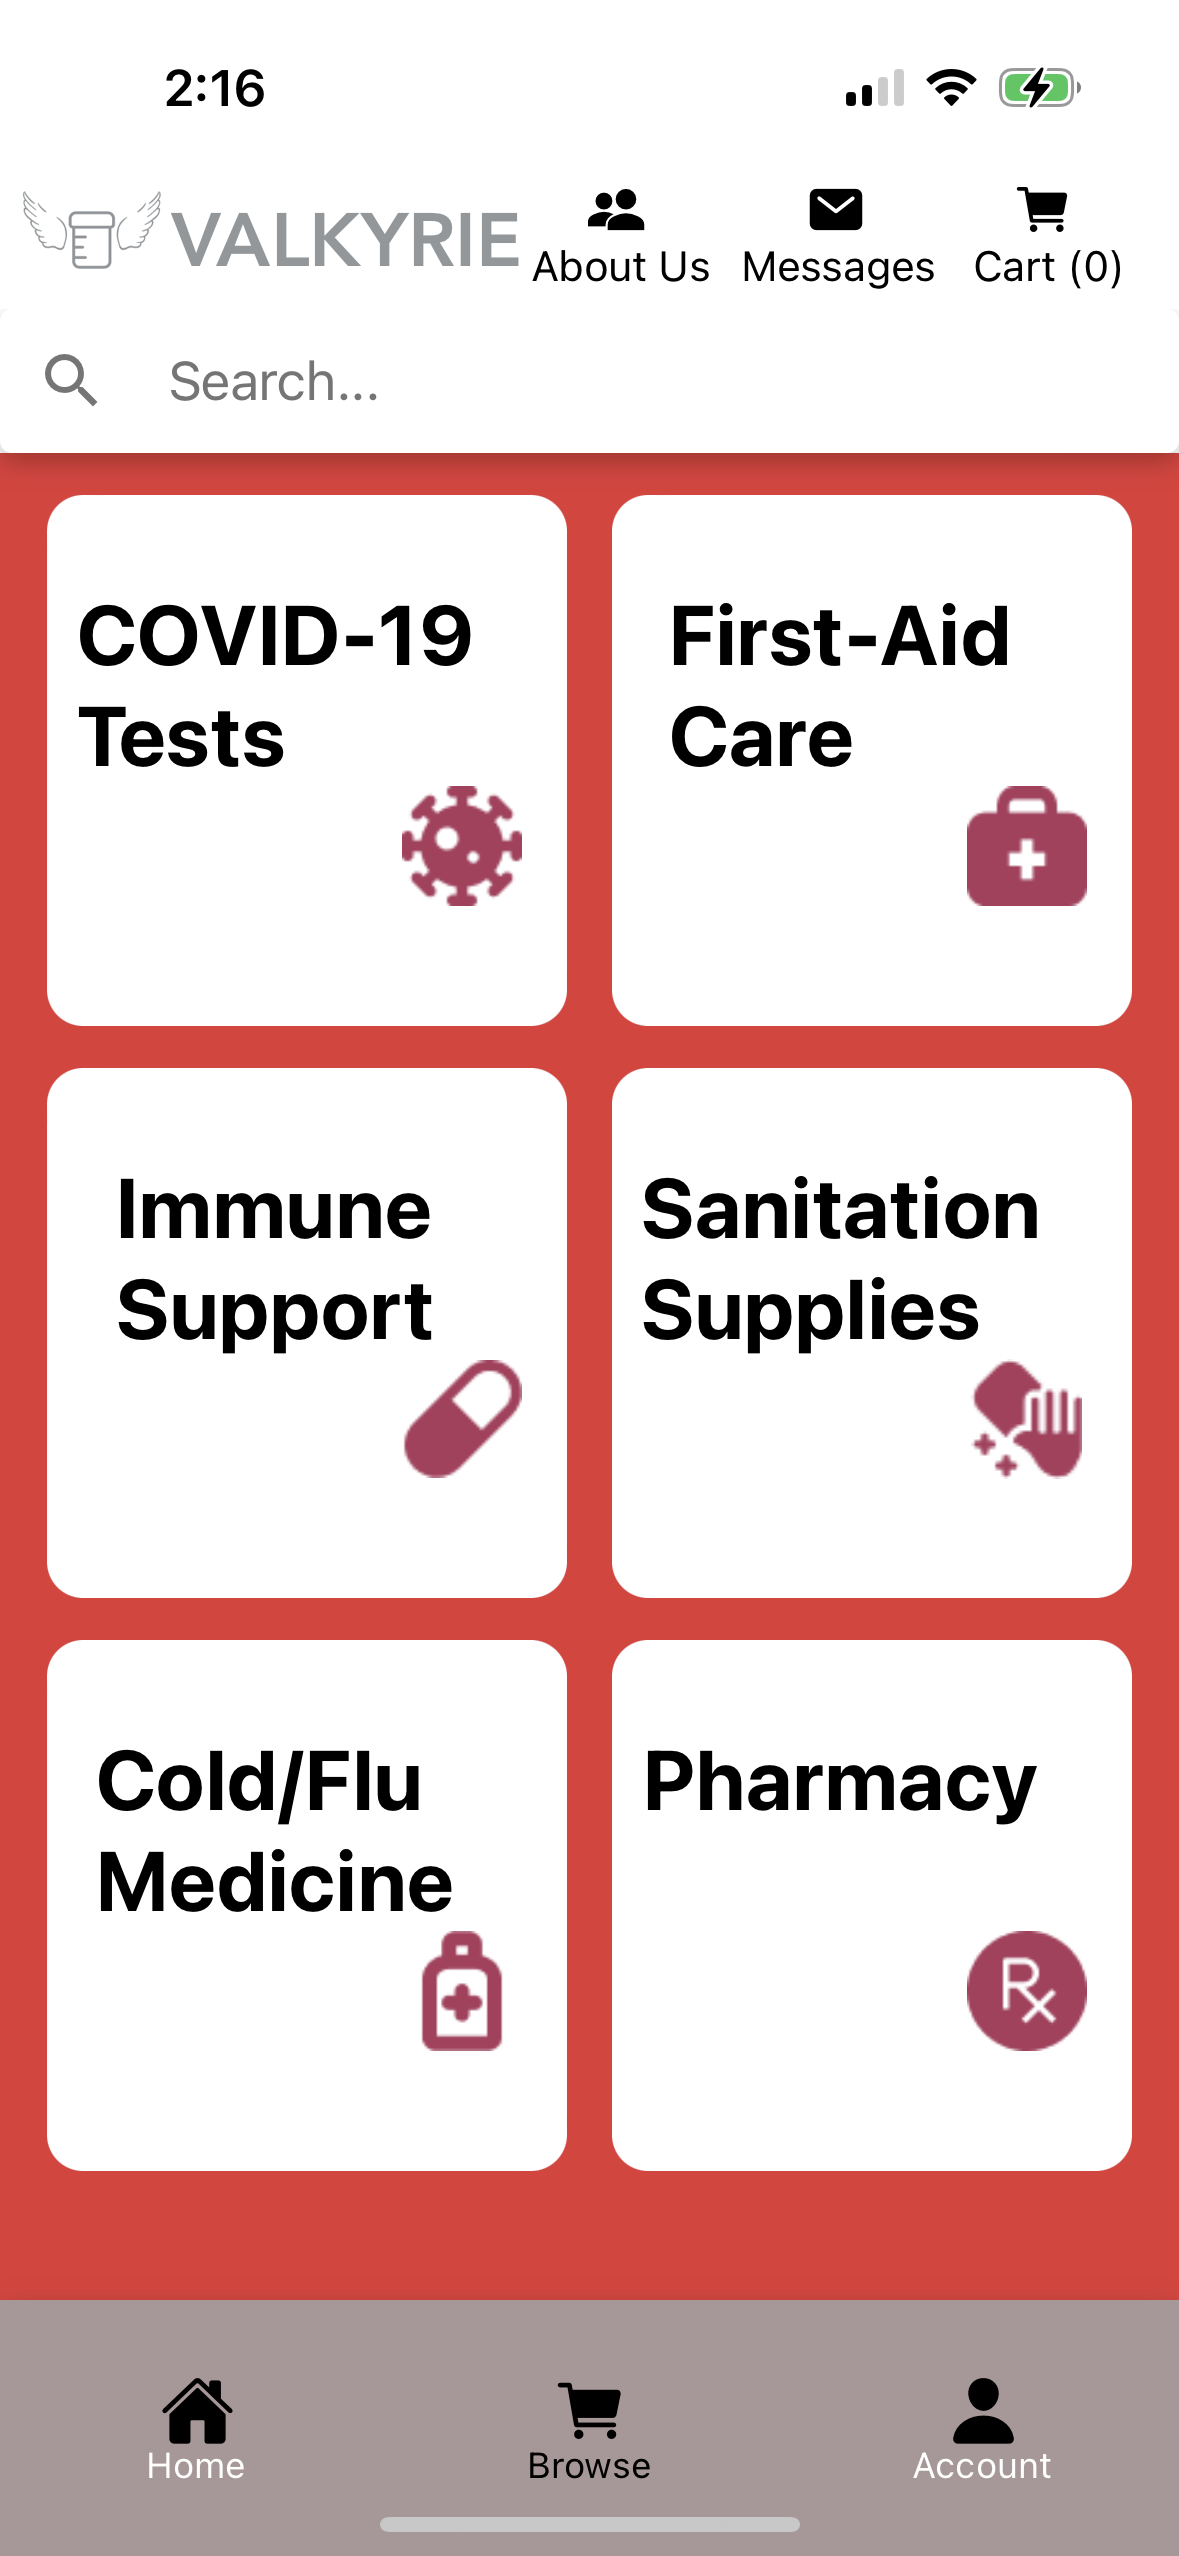 2:16
VALKYRIE
About Us
Messages
Cart (0)
Search...
COVID-19
Tests
First-Aid
Care
Immune
Support
Sanitation
Supplies
Cold/Flu
Medicine
Pharmacy
Rx
Home
Browse
Account